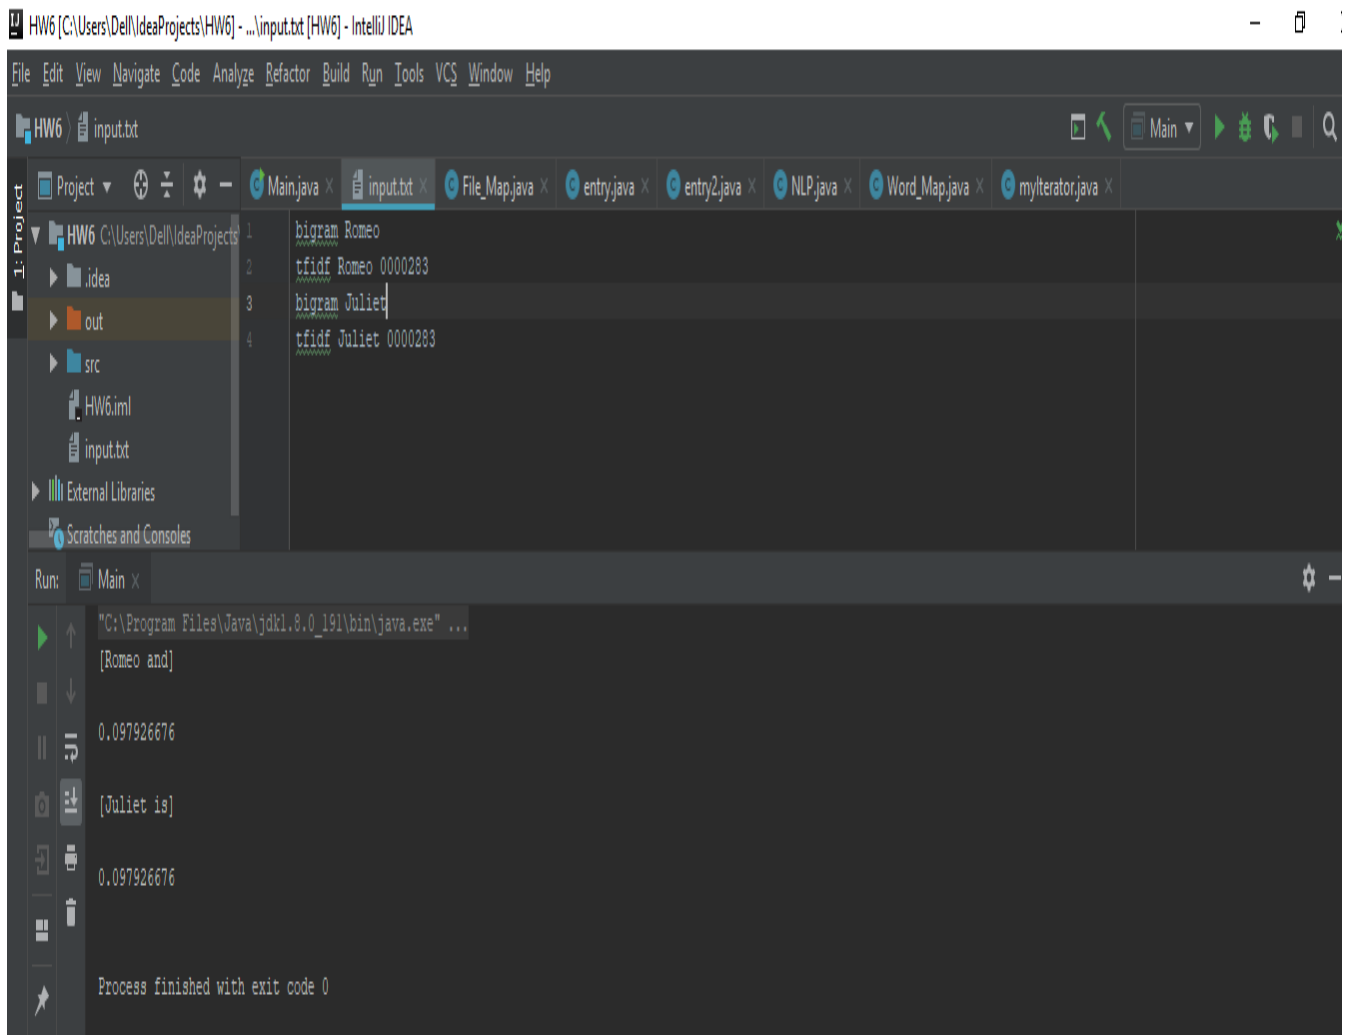 HW6 [C:\Users\Dell\IdeaProjects\HW6] - ...\input.txt [HW6] - IntelliJ IDEA
File Edit View Navigate Code Analyze Refactor Build Run Tools VCS Window Help
HW6 input.txt Main
1: Project
Project Main.java input.txt File_Map.java entry.java entry2.java NLP.java Word_Map.java myIterator.java
HW6 C:\Users\Dell\IdeaProjects
.idea
out
src
HW6.iml
input.txt
External Libraries
Scratches and Consoles
1 bigram Romeo
2 tfidf Romeo 0000283
3 bigram Juliet
4 tfidf Juliet 0000283
Run: Main
"C:\Program Files\Java\jdk1.8.0_191\bin\java.exe" ...
[Romeo and]
0.097926676
[Juliet is]
0.097926676
Process finished with exit code 0